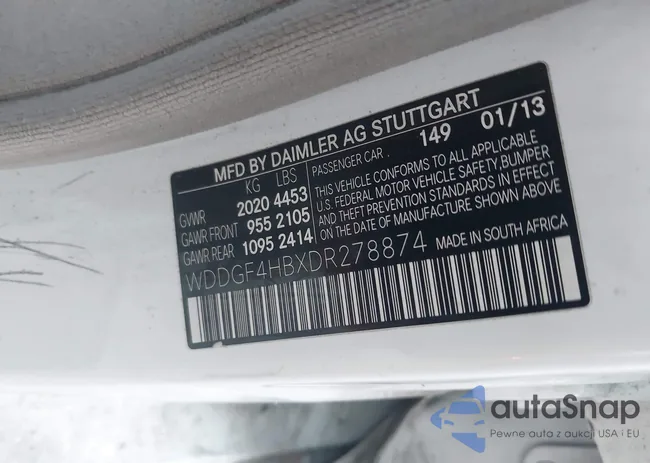 MFD BY DAIMLER AG STUTTGART
KG LBS
GVWR 2020 4453
GAWR FRONT 955 2105
GAWR REAR 1095 2414
PASSENGER CAR . 149 01/13
THIS VEHICLE CONFORMS TO ALL APPLICABLE
U.S. FEDERAL MOTOR VEHICLE SAFETY, BUMPER
AND THEFT PREVENTION STANDARDS IN EFFECT
ON THE DATE OF MANUFACTURE SHOWN ABOVE
WDDGF4HBXDR278874 MADE IN SOUTH AFRICA
autaSnap
Pewne auta z aukcji USA i EU